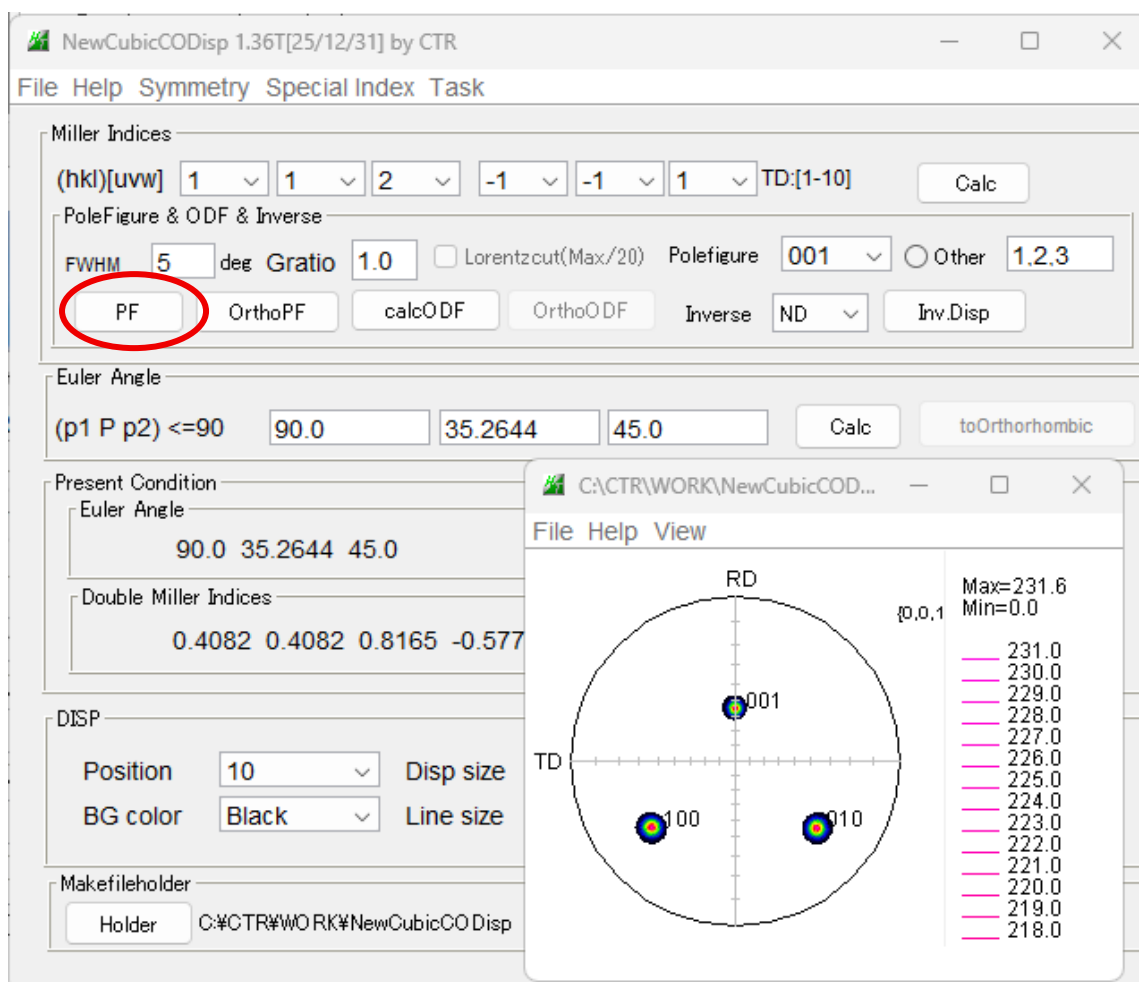 NewCubicCODisp 1.36T[25/12/31] by CTR
File Help Symmetry Special Index Task
Miller Indices
(hkl)[uvw] 1 1 2 -1 -1 1 TD:[1-10] Calc
PoleFigure & ODF & Inverse
FWHM 5 deg Gratio 1.0 Lorentzcut(Max/20) Polefigure 001 Other 1,2,3
PF OrthoPF calcODF OrthoODF Inverse ND Inv.Disp
Euler Angle
(p1 P p2) <=90 90.0 35.2644 45.0 Calc toOrthorhombic
Present Condition
Euler Angle
90.0 35.2644 45.0
Double Miller Indices
0.4082 0.4082 0.8165 -0.577
DISP
Position 10 Disp size
BG color Black Line size
Makefileholder
Holder C:¥CTR¥WORK¥NewCubicCODisp
C:\CTR\WORK\NewCubicCOD...
File Help View
RD
{0,0,1
Max=231.6
Min=0.0
001
TD
100
010
231.0
230.0
229.0
228.0
227.0
226.0
225.0
224.0
223.0
222.0
221.0
220.0
219.0
218.0